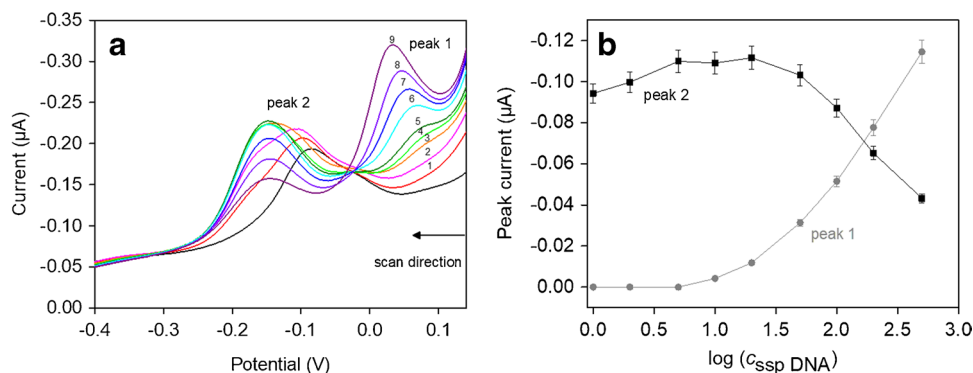 a
peak 1
peak 2
9
8
7
6
5
4
3
2
1
scan direction
Current (µA)
-0.35
-0.30
-0.25
-0.20
-0.15
-0.10
-0.05
0.00
-0.4 -0.3 -0.2 -0.1 0.0 0.1
Potential (V)
b
peak 2
peak 1
Peak current (µA)
-0.12
-0.10
-0.08
-0.06
-0.04
-0.02
0.00
0.0 0.5 1.0 1.5 2.0 2.5 3.0
log (cssp DNA)